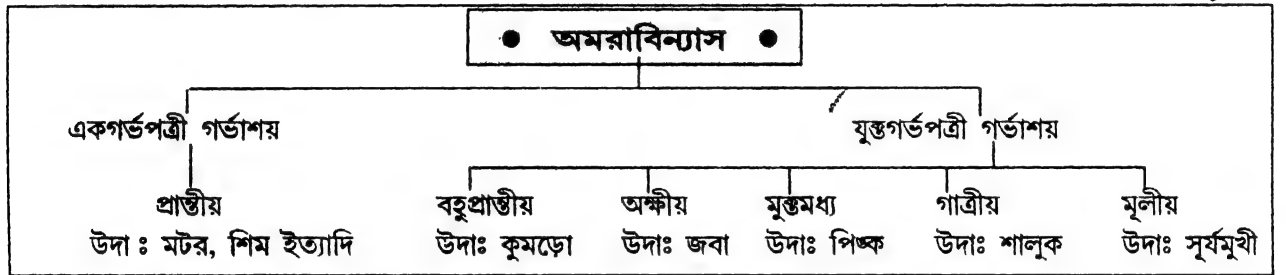 ● অমরাবিন্যাস ●
একগর্ভপত্রী গর্ভাশয় যুক্তগর্ভপত্রী গর্ভাশয়
প্রান্তীয় বহুপ্রান্তীয় অক্ষীয় মুক্তমধ্য গাত্রীয় মূলীয়
উদা ঃ মটর, শিম ইত্যাদি উদাঃ কুমড়ো উদাঃ জবা উদাঃ পিঙ্ক উদাঃ শালুক উদাঃ সূর্যমুখী